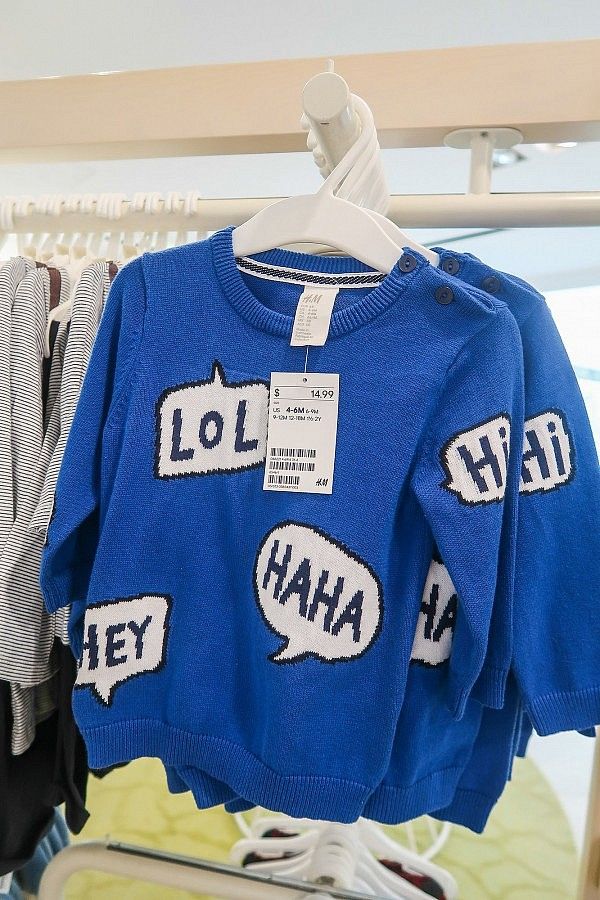 H&M
$ 14.99
US 4-6M 6-9M
9-12M 12-18M 1½-2Y
H&M
LOL
Hi
Hi
HAHA
HA
HEY